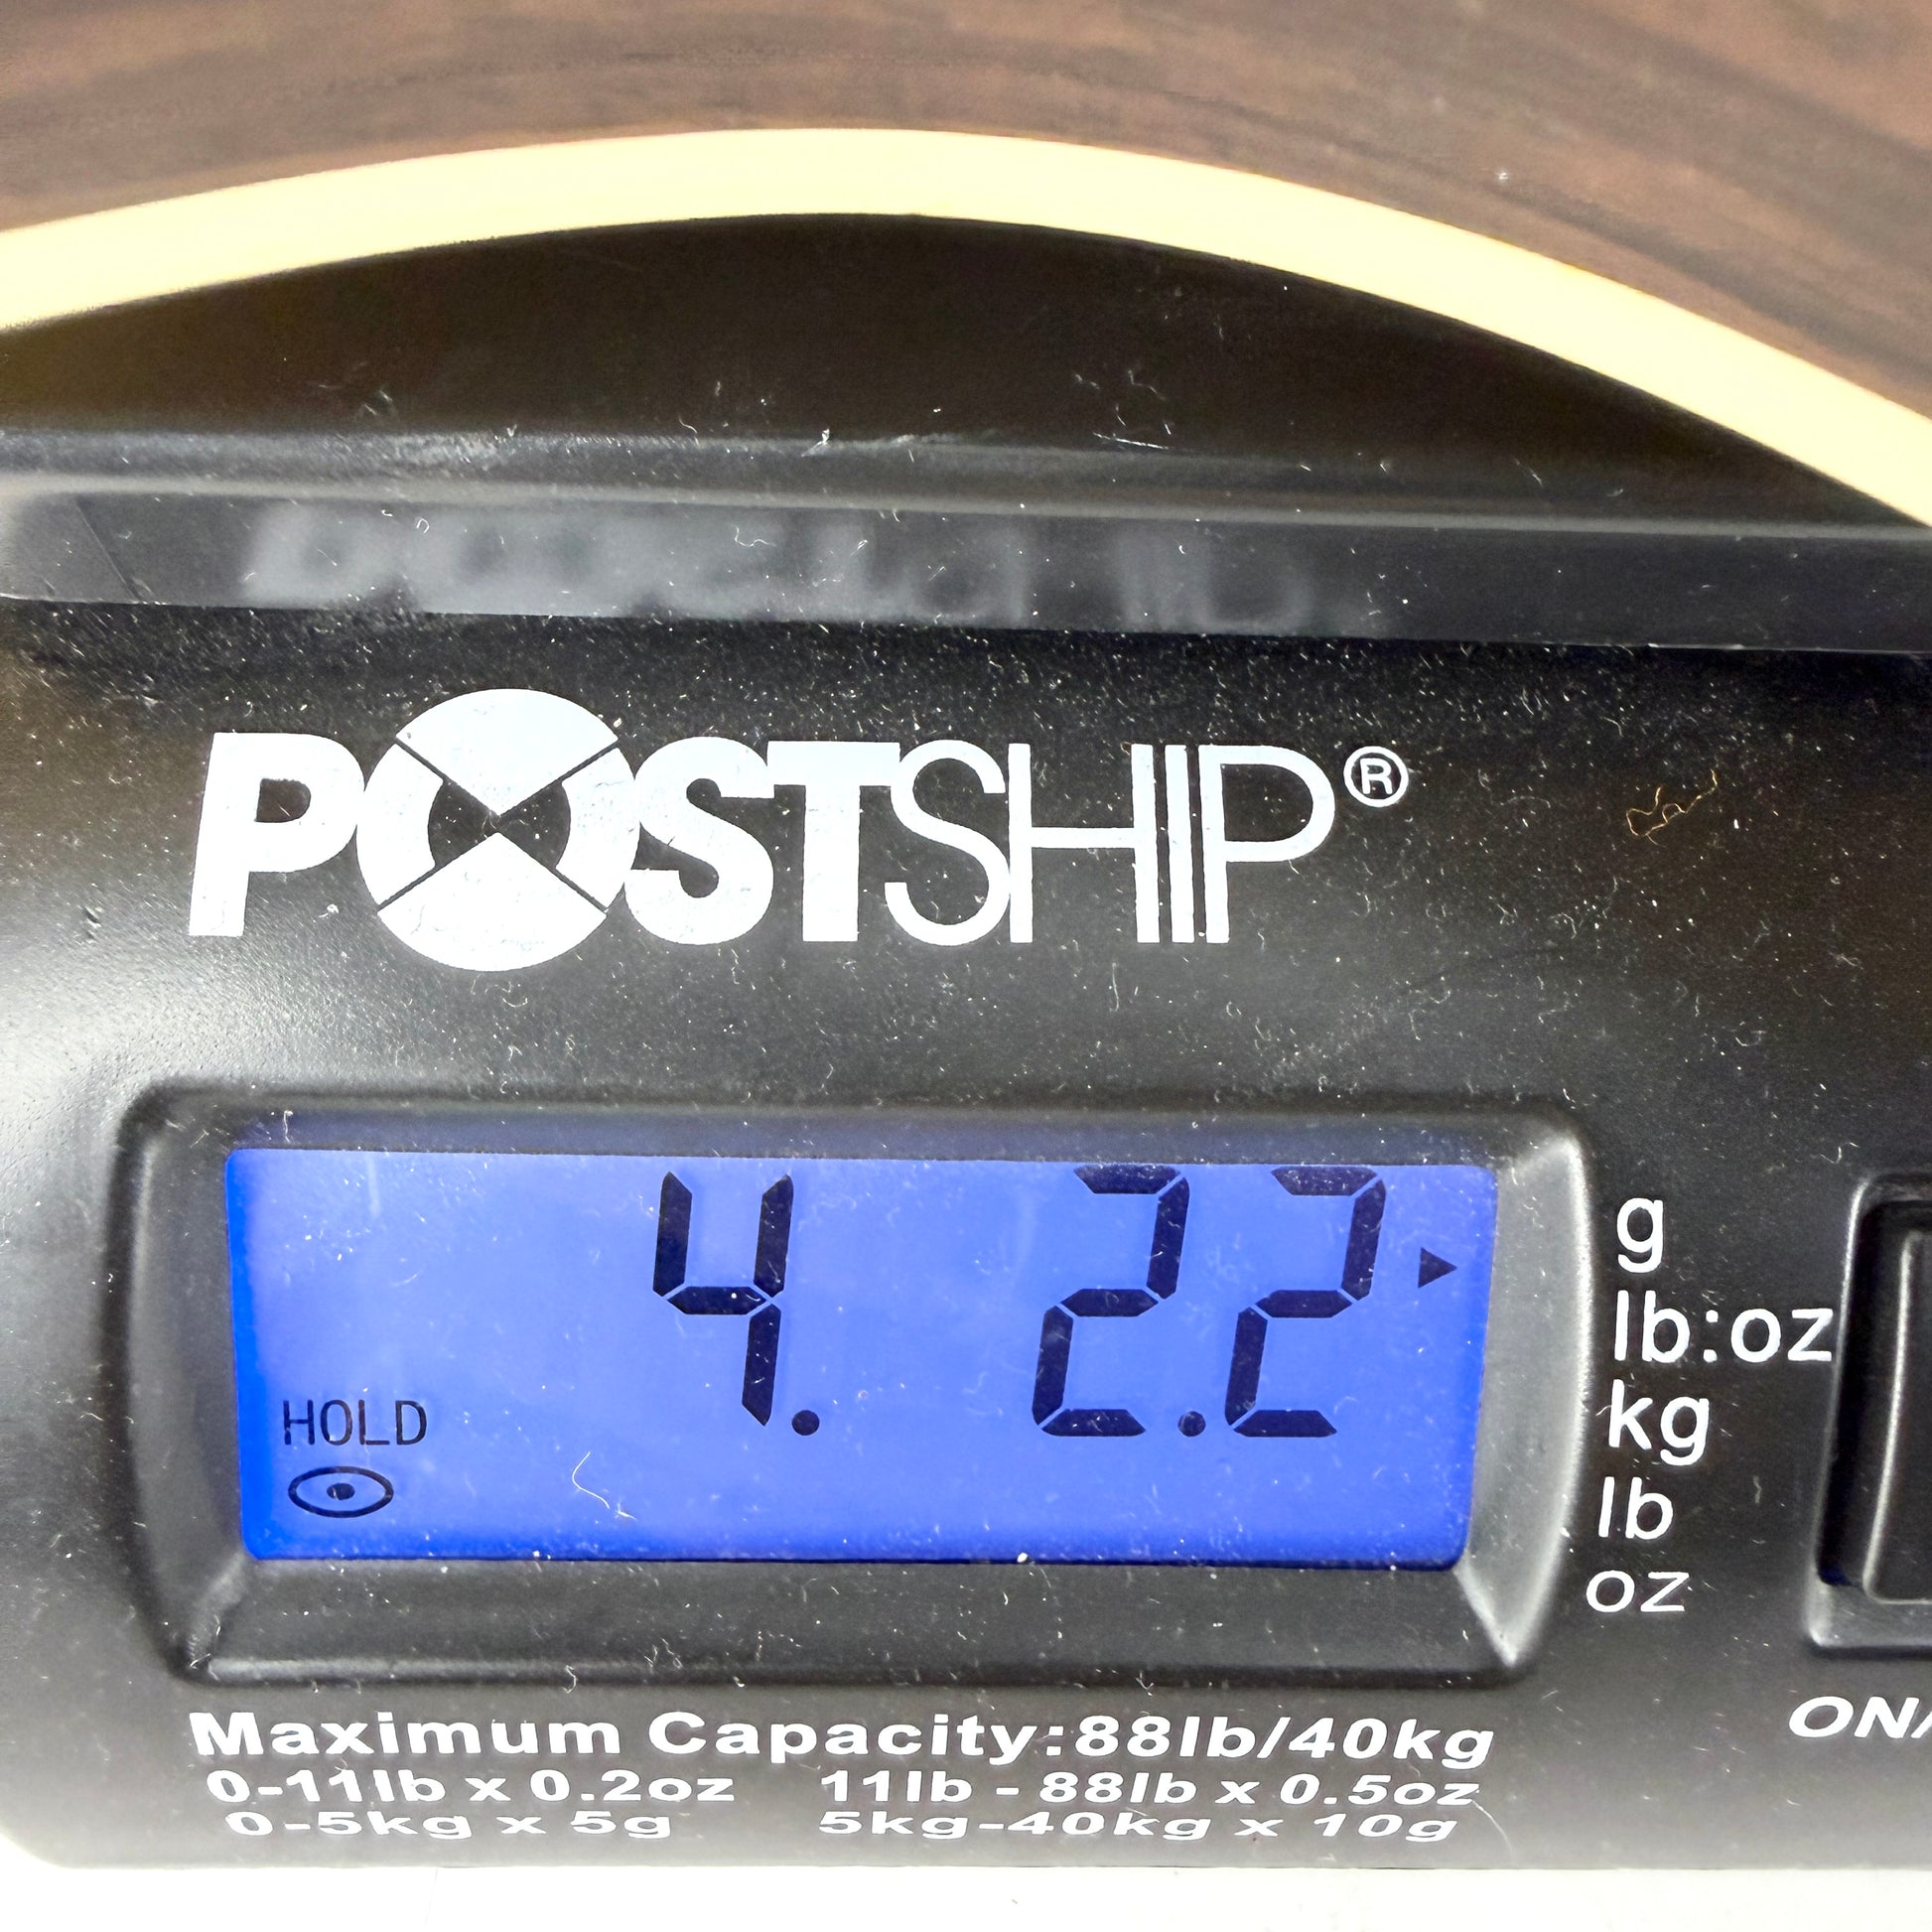 POSTSHIP®
4. 2.2
HOLD
g
lb:oz
kg
lb
oz
Maximum Capacity:88lb/40kg
0-11lb x 0.2oz 11lb - 88lb x 0.5oz
0-5kg x 5g 5kg-40kg x 10g
ON/